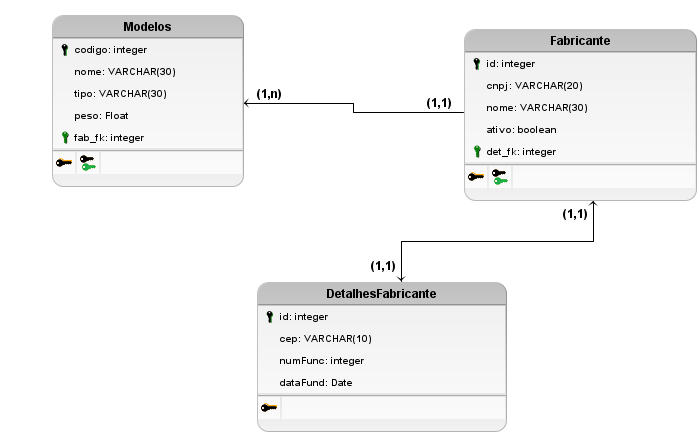 Modelos
codigo: integer
nome: VARCHAR(30)
tipo: VARCHAR(30)
peso: Float
fab_fk: integer
(1,n)
(1,1)
Fabricante
id: integer
cnpj: VARCHAR(20)
nome: VARCHAR(30)
ativo: boolean
det_fk: integer
(1,1)
(1,1)
DetalhesFabricante
id: integer
cep: VARCHAR(10)
numFunc: integer
dataFund: Date